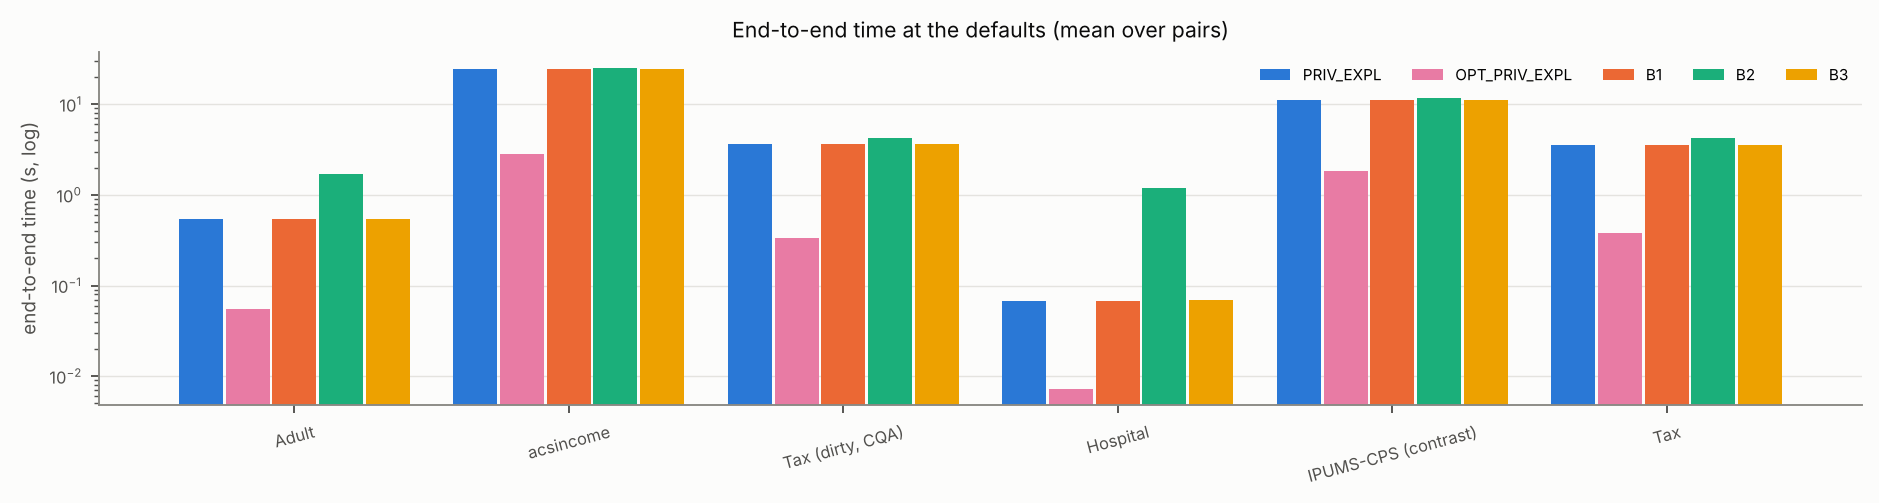 End-to-end time at the defaults (mean over pairs)
PRIV_EXPL OPT_PRIV_EXPL B1 B2 B3
end-to-end time (s, log)
10¹
10⁰
10⁻¹
10⁻²
Adult
acsincome
Tax (dirty, CQA)
Hospital
IPUMS-CPS (contrast)
Tax